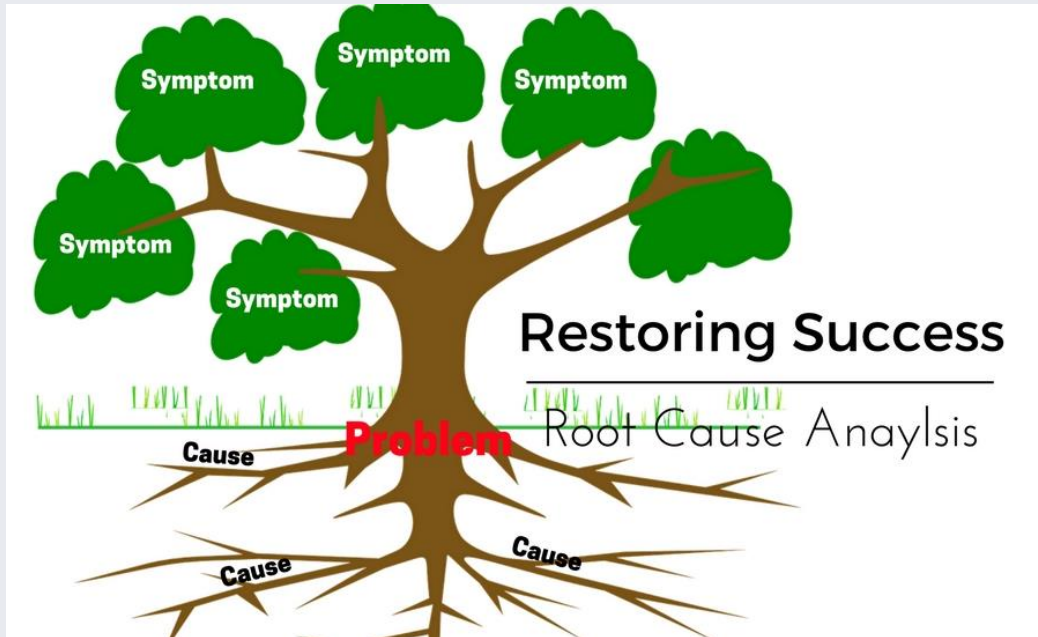 Symptom
Symptom
Symptom
Symptom
Symptom
Restoring Success
Root Cause Anaylsis
Problem
Cause
Cause
Cause